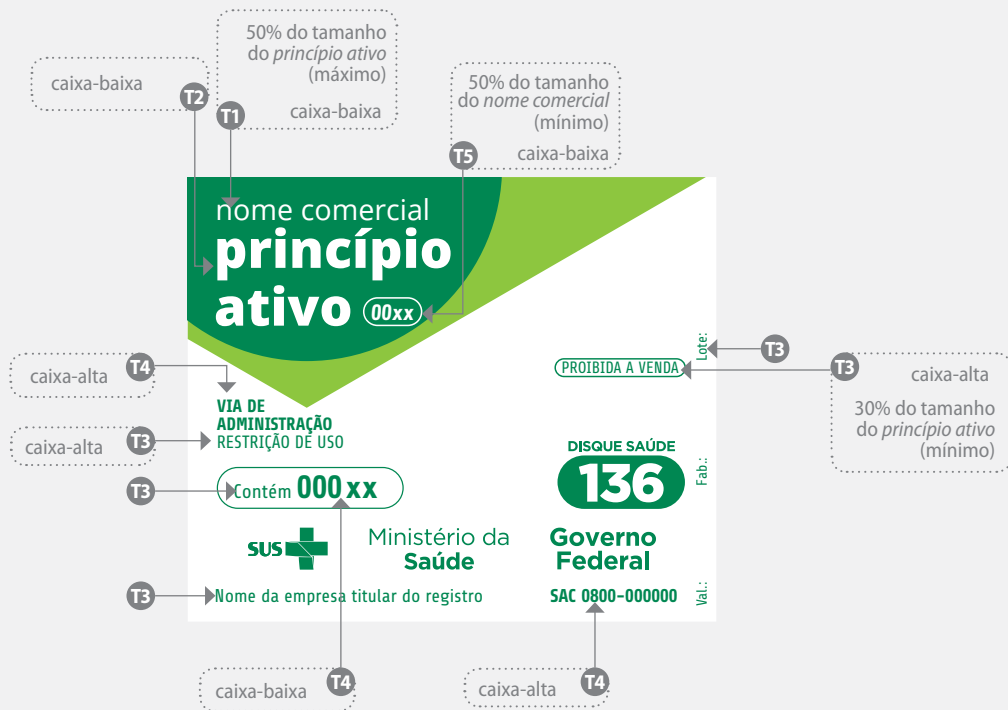 50% do tamanho
do princípio ativo
(máximo)
caixa-baixa
T1
caixa-baixa
T2
50% do tamanho
do nome comercial
(mínimo)
caixa-baixa
T5
nome comercial
princípio
ativo 00xx
Lote:
T3
PROIBIDA A VENDA
T3
caixa-alta
30% do tamanho
do princípio ativo
(mínimo)
caixa-alta
T4
VIA DE
ADMINISTRAÇÃO
caixa-alta
T3
RESTRIÇÃO DE USO
DISQUE SAÚDE
136
Fab.:
T3
Contém 000xx
SUS
Ministério da
Saúde
Governo
Federal
T3
Nome da empresa titular do registro
SAC 0800-000000
Val.:
caixa-baixa
T4
caixa-alta
T4